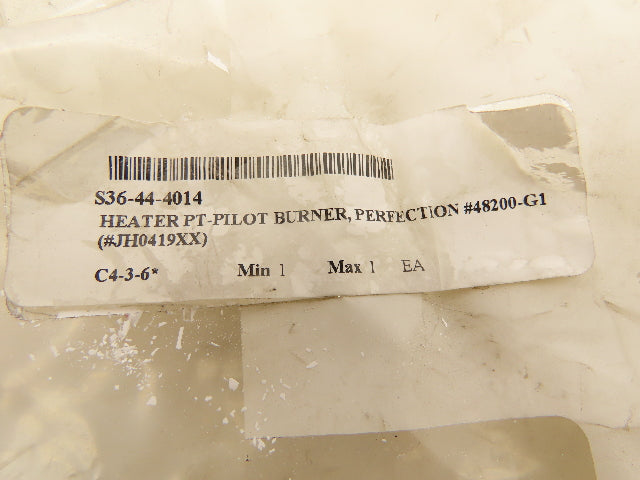 S36-44-4014
HEATER PT-PILOT BURNER, PERFECTION #48200-G1
(#JH0419XX)
C4-3-6* Min 1 Max 1 EA